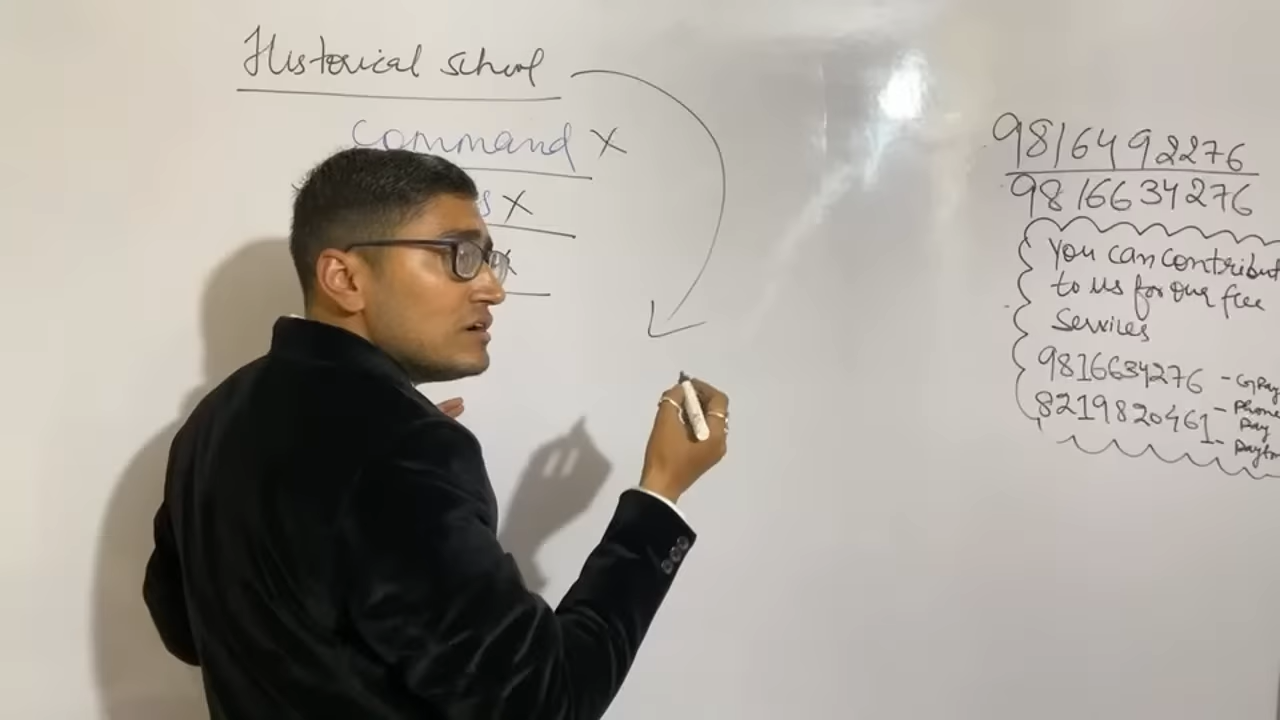 Historical school
command X
s X
X
9816492276
9816634276
You can contribut
to us for our free
Services
9816634276 - G Pay
8219820461 - Phone
Pay
- Paytm